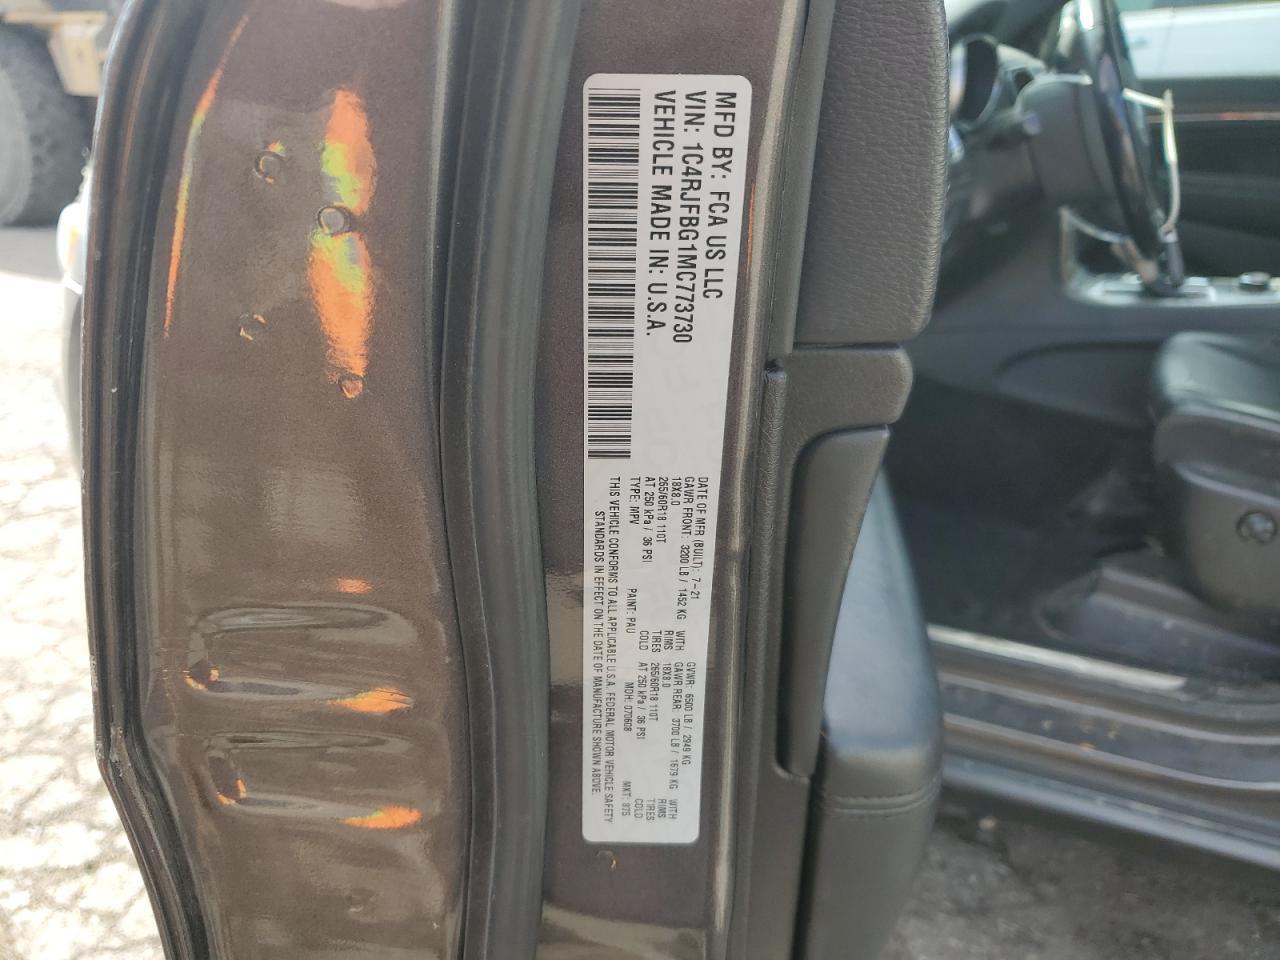 MFD BY: FCA US LLC
VIN: 1C4RJFBG1MC773730
VEHICLE MADE IN: U.S.A.
DATE OF MFR (BUILT): 7-21 GVWR: 6500 LB / 2949 KG
GAWR FRONT: 3200 LB / 1452 KG WITH GAWR REAR: 3700 LB / 1679 KG WITH
18X8.0 RIMS 18X8.0 RIMS
265/60R18 110T TIRES 265/60R18 110T TIRES
AT 250 kPa / 36 PSI COLD AT 250 kPa / 36 PSI COLD
TYPE: MPV PAINT: PAU MDH: 070608 MKT: 875
THIS VEHICLE CONFORMS TO ALL APPLICABLE U.S.A. FEDERAL MOTOR VEHICLE SAFETY
STANDARDS IN EFFECT ON THE DATE OF MANUFACTURE SHOWN ABOVE.